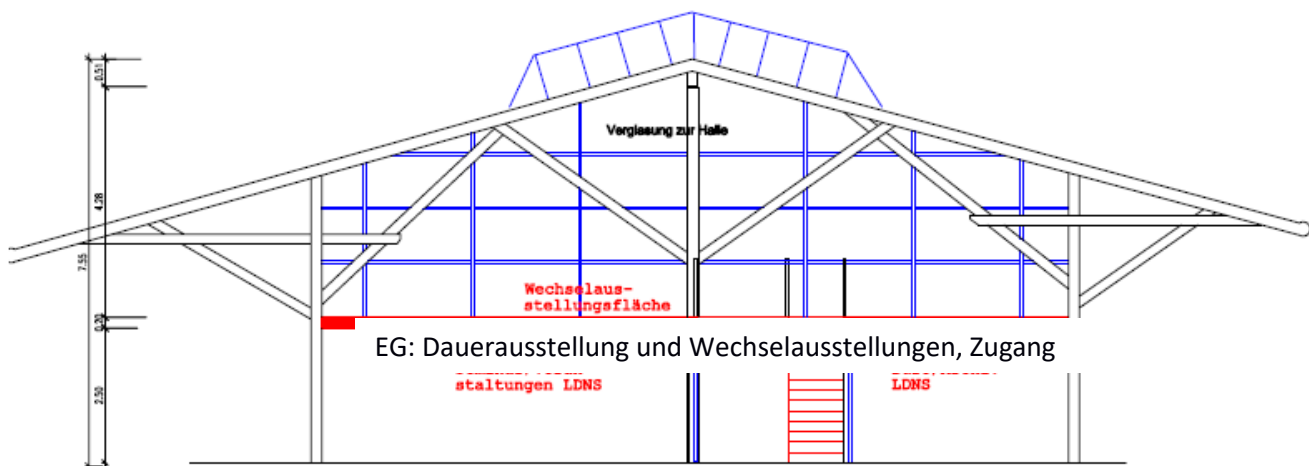 0.51
Verglasung zur Halle
4.28
7.55
Wechselaus-
stellungsfläche
0.20
EG: Dauerausstellung und Wechselausstellungen, Zugang
staltungen LDNS
LDNS
2.50